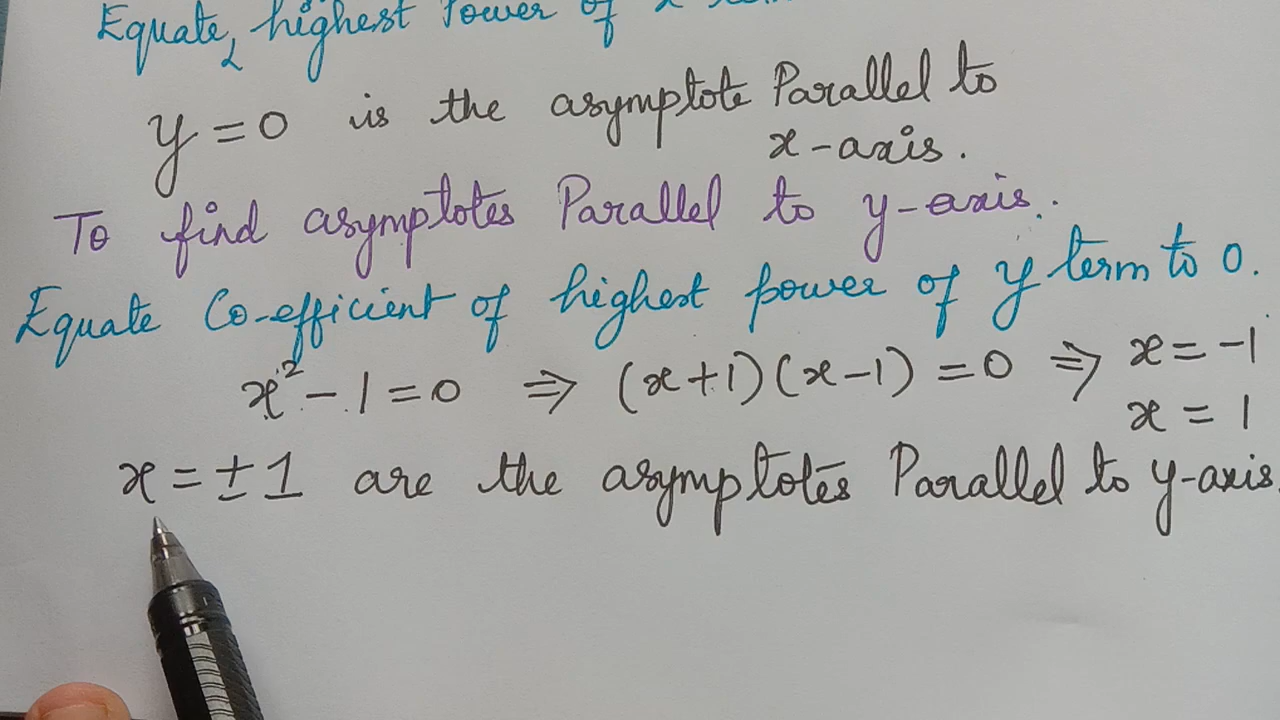 Equate, highest Power of x
y = 0 is the asymptote Parallel to
x-axis.
To find asymptotes Parallel to y-axis.
Equate Co-efficient of highest power of y term to 0.
x² - 1 = 0 ⇒ (x+1)(x-1) = 0 ⇒ x = -1
x = 1
x = ±1 are the asymptotes Parallel to y-axis.